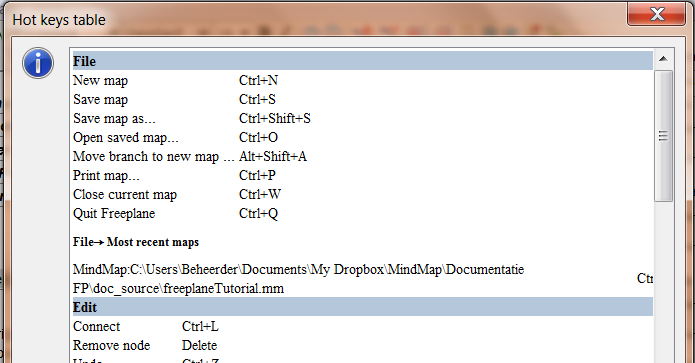 Hot keys table
File
New map Ctrl+N
Save map Ctrl+S
Save map as... Ctrl+Shift+S
Open saved map... Ctrl+O
Move branch to new map ... Alt+Shift+A
Print map... Ctrl+P
Close current map Ctrl+W
Quit Freeplane Ctrl+Q
File→ Most recent maps
MindMap:C:\Users\Beheerder\Documents\My Dropbox\MindMap\Documentatie
FP\doc_source\freeplaneTutorial.mm Ctr
Edit
Connect Ctrl+L
Remove node Delete
Undo Ctrl+Z